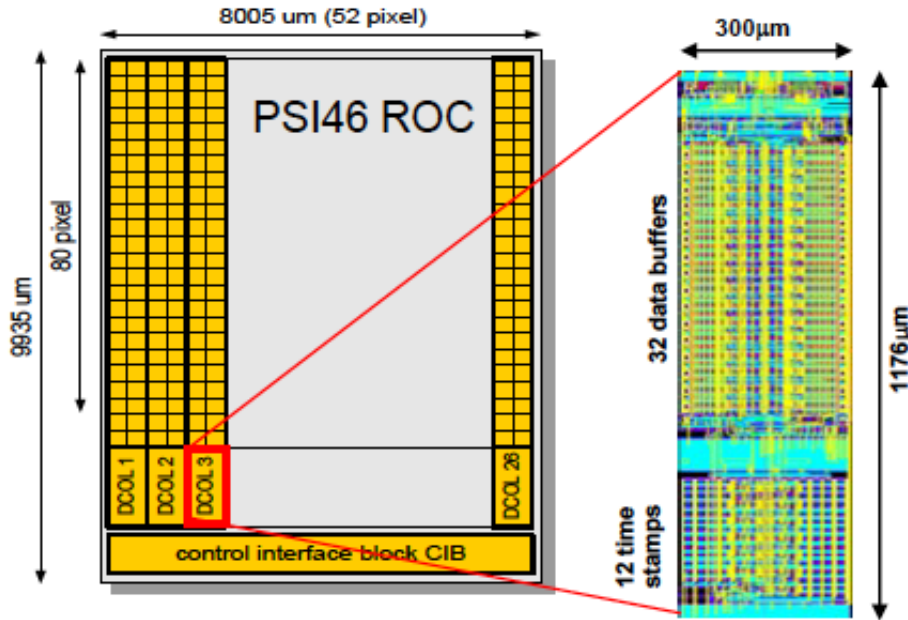 8005 um (52 pixel)
9935 um
80 pixel
PSI46 ROC
DCOL 1
DCOL 2
DCOL 3
DCOL 26
control interface block CIB
300µm
32 data buffers
1176µm
12 time
stamps